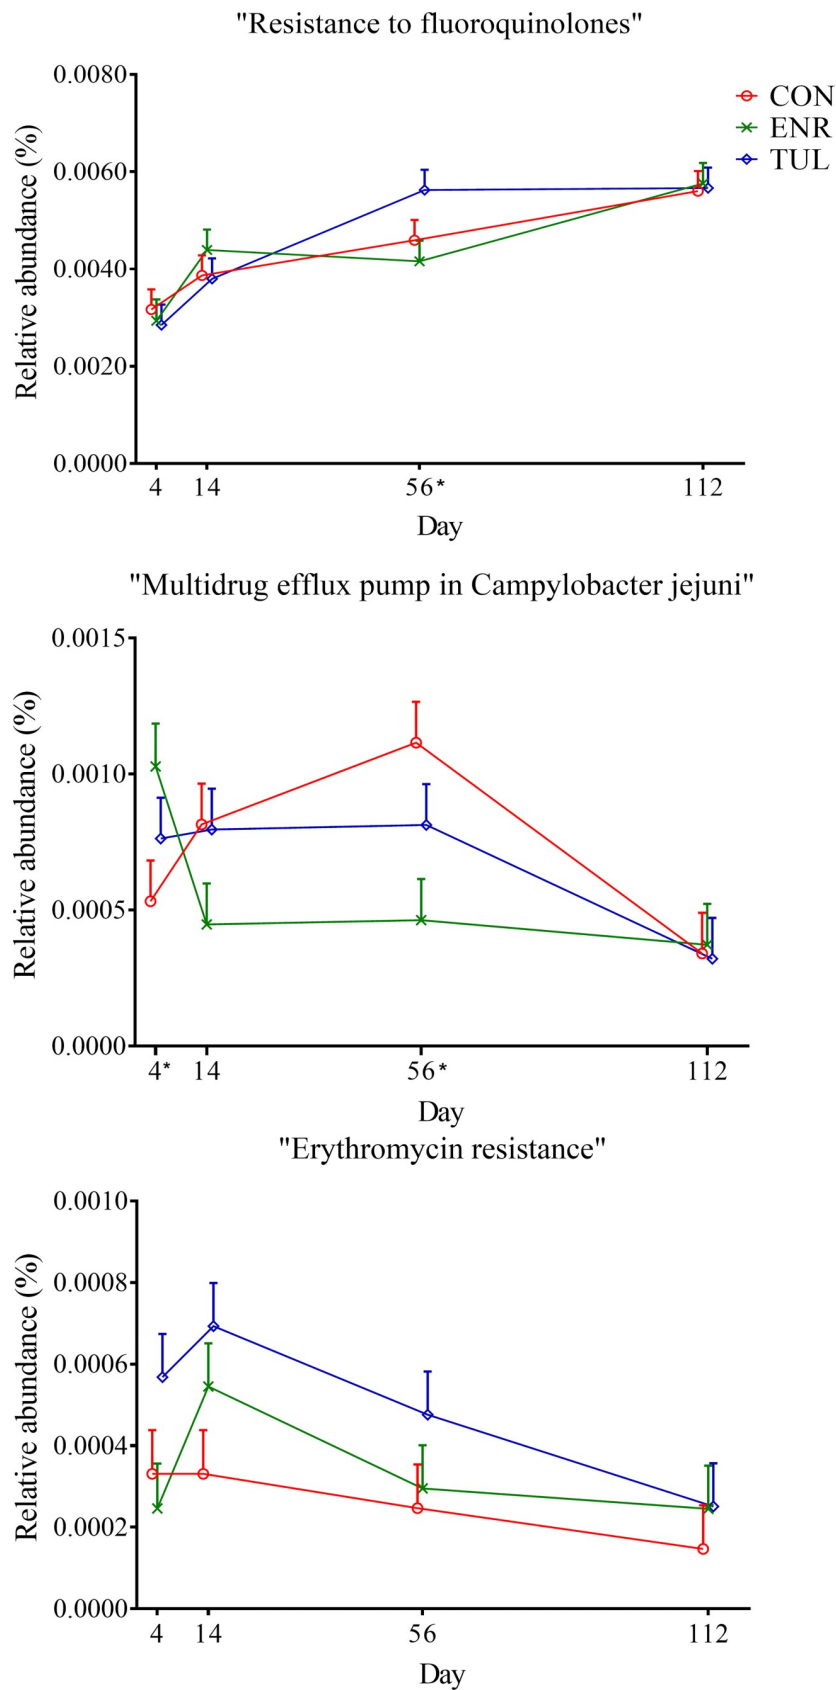 "Resistance to fluoroquinolones"
0.0080
0.0060
0.0040
0.0020
0.0000
Relative abundance (%)
4 14 56* 112
Day
CON
ENR
TUL
"Multidrug efflux pump in Campylobacter jejuni"
0.0015
0.0010
0.0005
0.0000
Relative abundance (%)
4* 14 56* 112
Day
"Erythromycin resistance"
0.0010
0.0008
0.0006
0.0004
0.0002
0.0000
Relative abundance (%)
4 14 56 112
Day